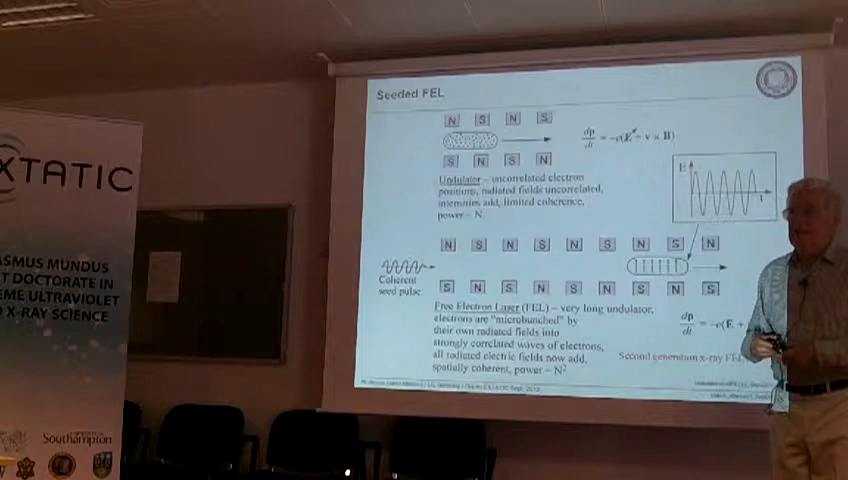 XTATIC
ASMUS MUNDUS
T DOCTORATE IN
EME ULTRAVIOLET
X-RAY SCIENCE
Southampton
Seeded FEL
N S N S
S N S N
Undulator – uncorrelated electron
positions, radiated fields uncorrelated,
intensities add, limited coherence,
power ~ N.
E
t
N S N S N S N S N
S N S N S N S N S
Coherent
seed pulse
Free Electron Laser (FEL) – very long undulator,
electrons are "microbunched" by
their own radiated fields into
strongly correlated waves of electrons,
all radiated electric fields now add,
spatially coherent, power ~ N²
dp/dt = –e(E +
Second generation x-ray FEL